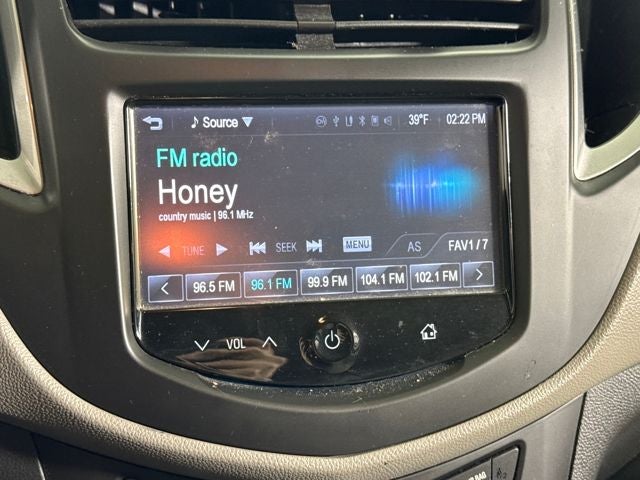 Source 39°F 02:22 PM
FM radio
Honey
country music | 96.1 MHz
TUNE SEEK MENU AS FAV1 / 7
96.5 FM 96.1 FM 99.9 FM 104.1 FM 102.1 FM
VOL
BAG